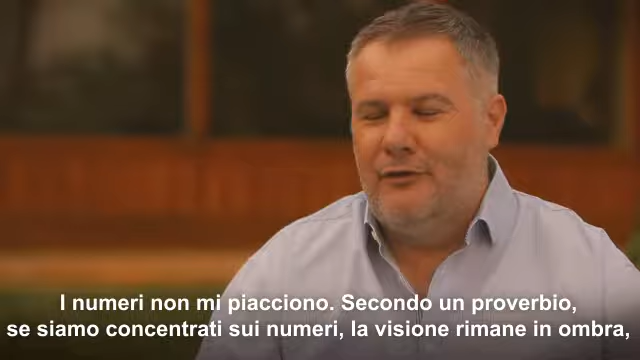 I numeri non mi piacciono. Secondo un proverbio,
se siamo concentrati sui numeri, la visione rimane in ombra,